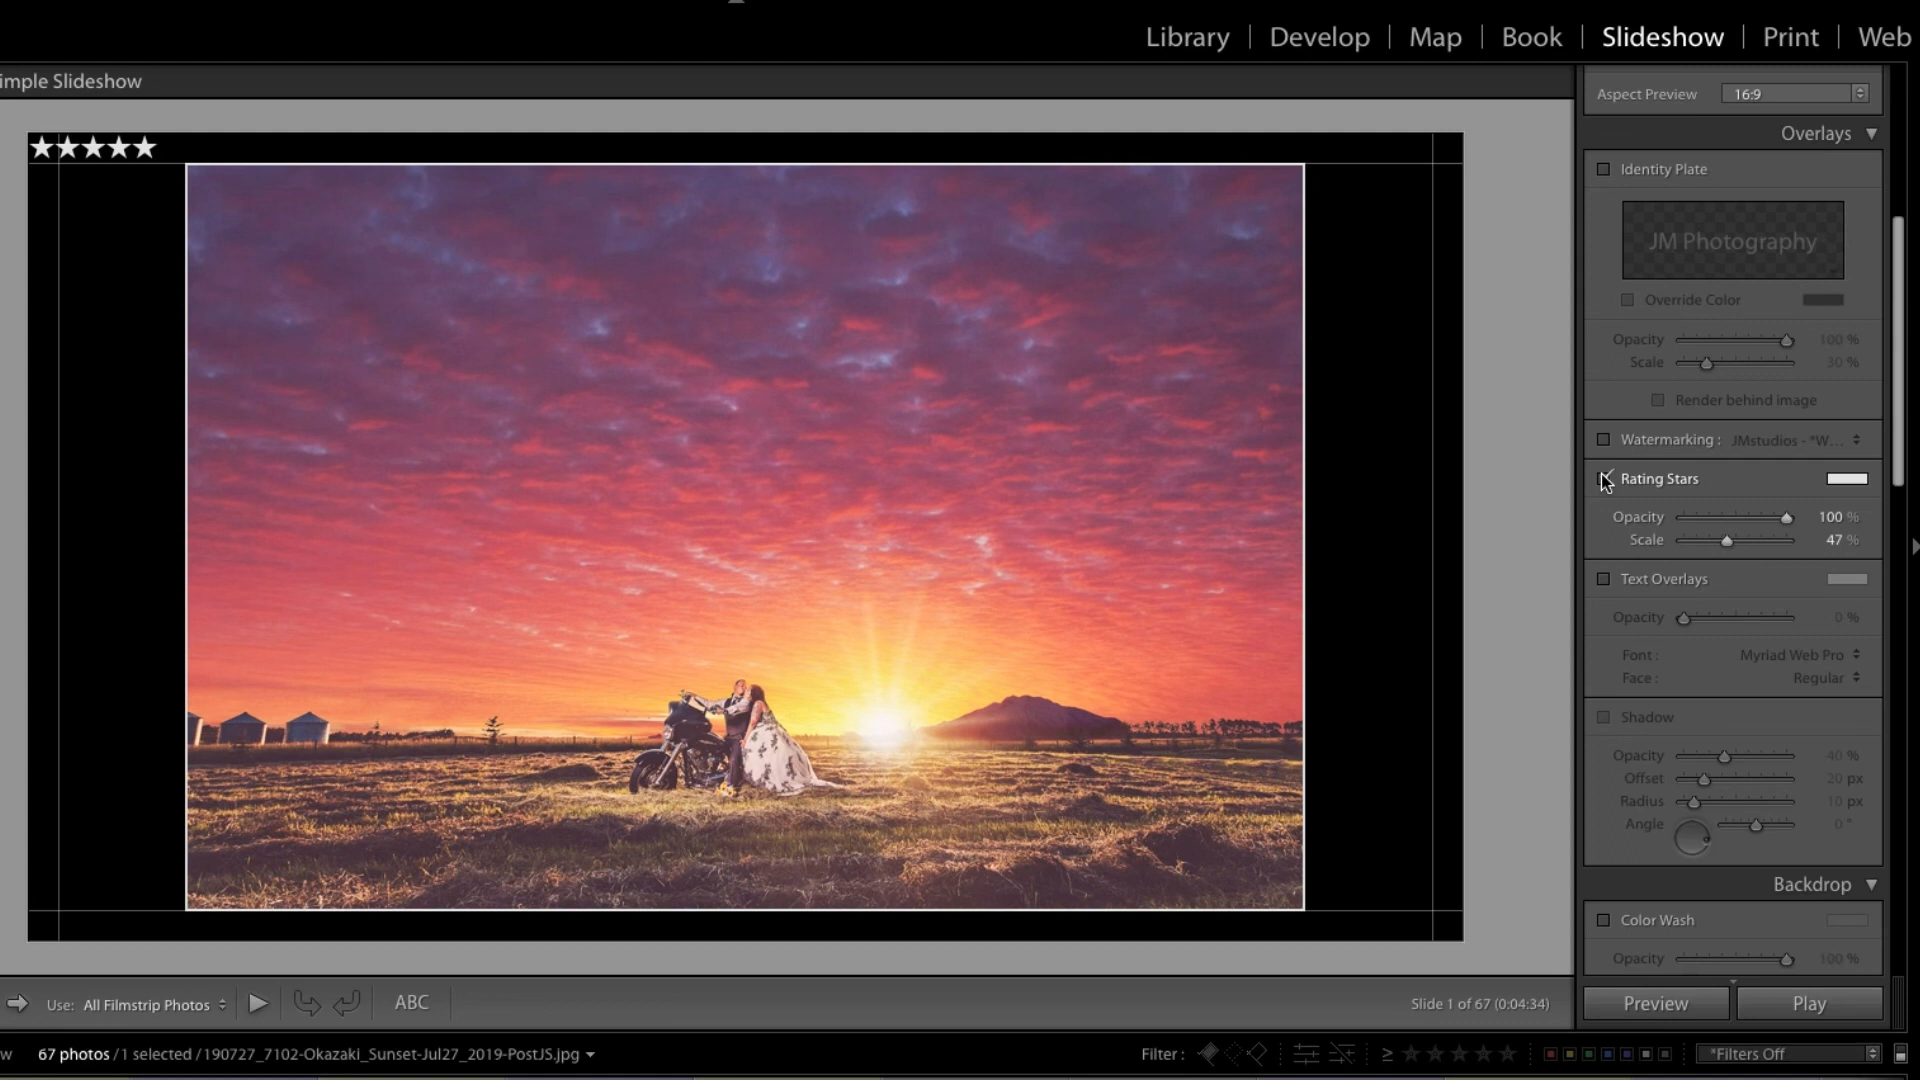 Library | Develop | Map | Book | Slideshow | Print | Web
imple Slideshow
Aspect Preview 16:9
Overlays
Identity Plate
JM Photography
Override Color
Opacity 100 %
Scale 30 %
Render behind image
Watermarking : JMstudios - *W...
Rating Stars
Opacity 100 %
Scale 47 %
Text Overlays
Opacity 0 %
Font : Myriad Web Pro
Face : Regular
Shadow
Opacity 40 %
Offset 20 px
Radius 10 px
Angle 0 °
Backdrop
Color Wash
Opacity 100 %
Use: All Filmstrip Photos ABC Slide 1 of 67 (0:04:34) Preview Play
w 67 photos / 1 selected / 190727_7102-Okazaki_Sunset-Jul27_2019-PostJS.jpg Filter : ≥ *Filters Off